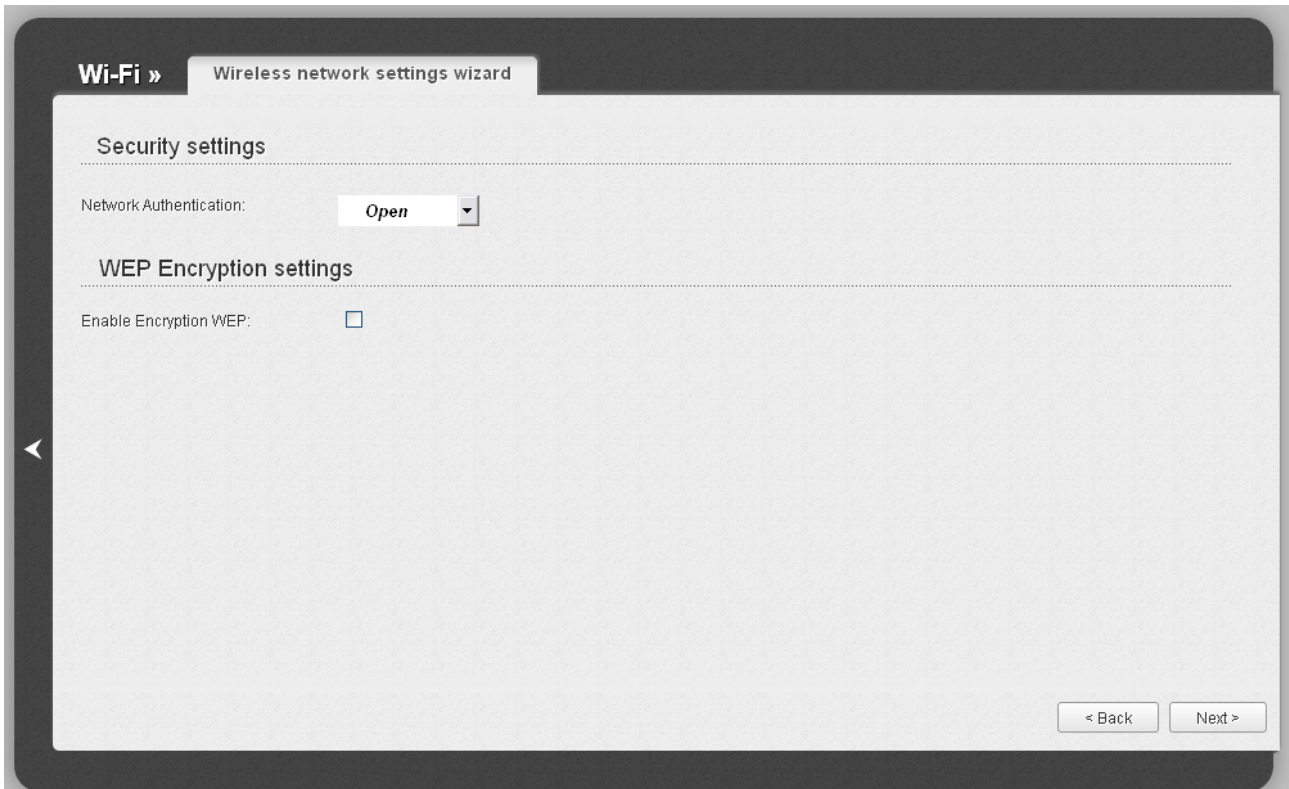 Wi-Fi »
Wireless network settings wizard
Security settings
Network Authentication:
Open
WEP Encryption settings
Enable Encryption WEP:
< Back
Next >